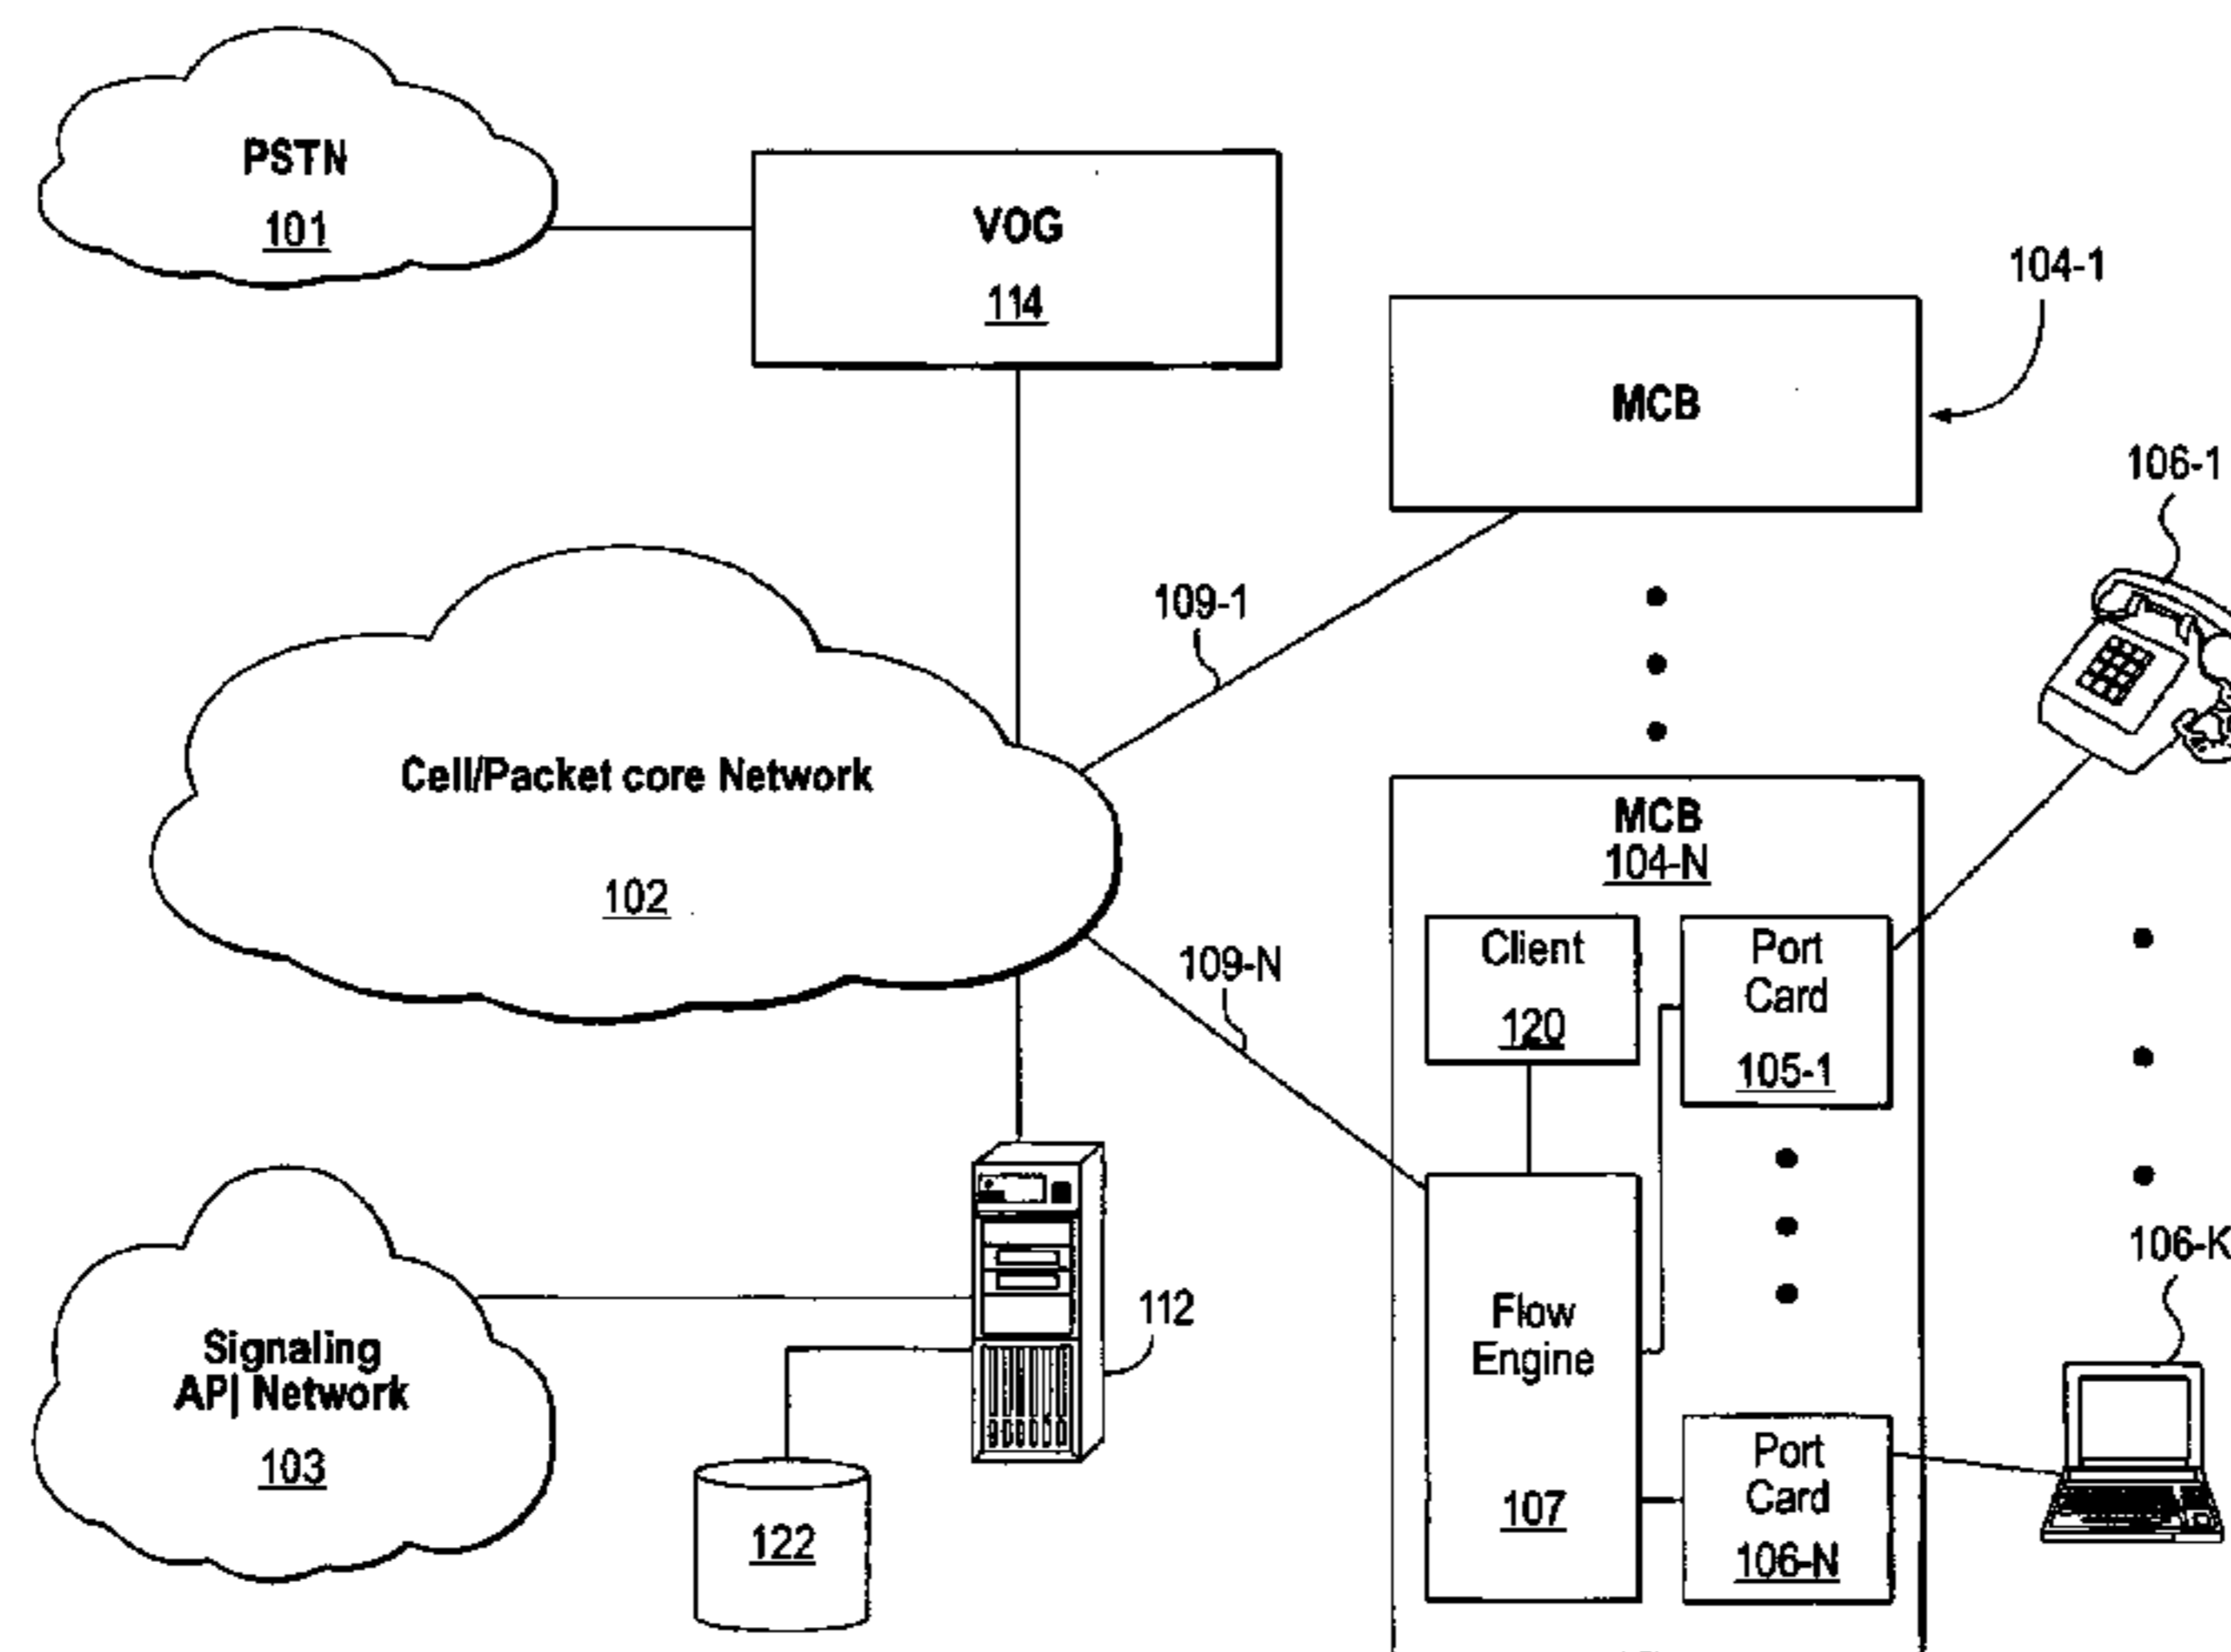 PSTN
101
VOG
114
104-1
MCB
106-1
109-1
Cell/Packet core Network
102
MCB
104-N
109-N
Client
120
Port
Card
105-1
112
Flow
Engine
107
106-K
Signaling
AP| Network
103
122
Port
Card
106-N